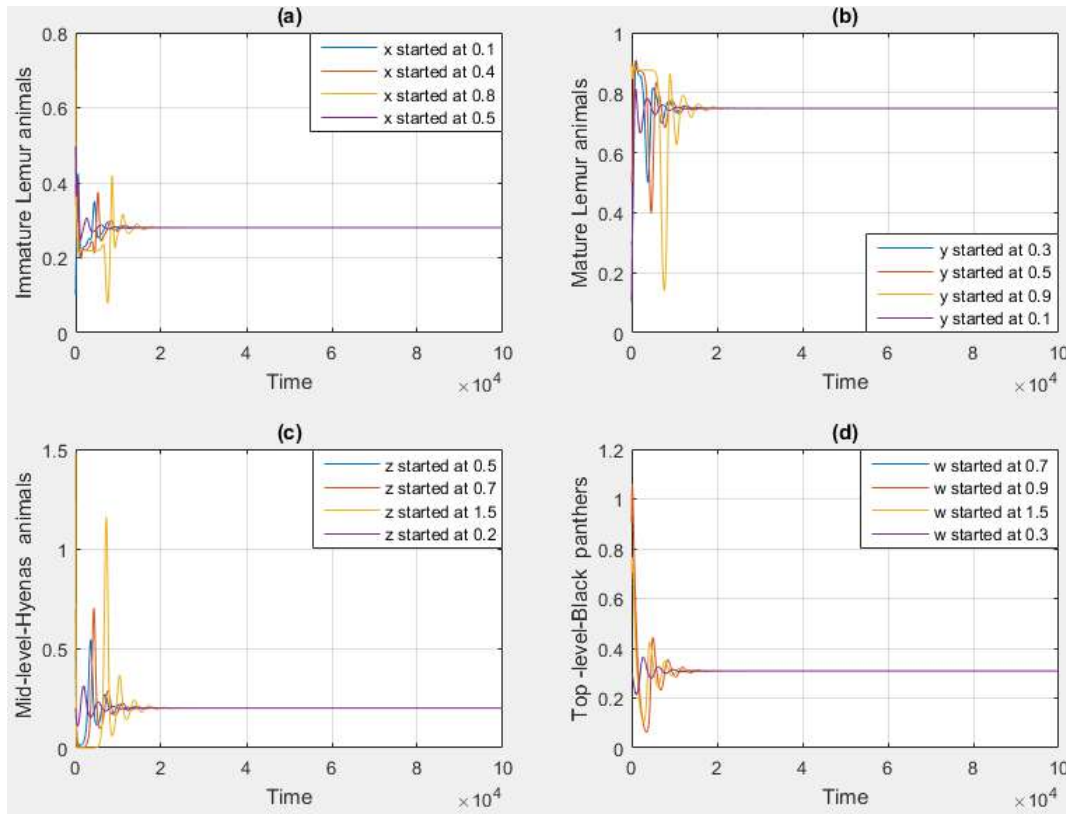 (a)
Immature Lemur animals
0.8
0.6
0.4
0.2
0
x started at 0.1
x started at 0.4
x started at 0.8
x started at 0.5
0 2 4 6 8 10
Time
×10^4
(b)
Mature Lemur animals
1
0.8
0.6
0.4
0.2
0
y started at 0.3
y started at 0.5
y started at 0.9
y started at 0.1
0 2 4 6 8 10
Time
×10^4
(c)
Mid-level-Hyenas animals
1.5
1
0.5
0
z started at 0.5
z started at 0.7
z started at 1.5
z started at 0.2
0 2 4 6 8 10
Time
×10^4
(d)
Top -level-Black panthers
1.2
1
0.8
0.6
0.4
0.2
0
w started at 0.7
w started at 0.9
w started at 1.5
w started at 0.3
0 2 4 6 8 10
Time
×10^4